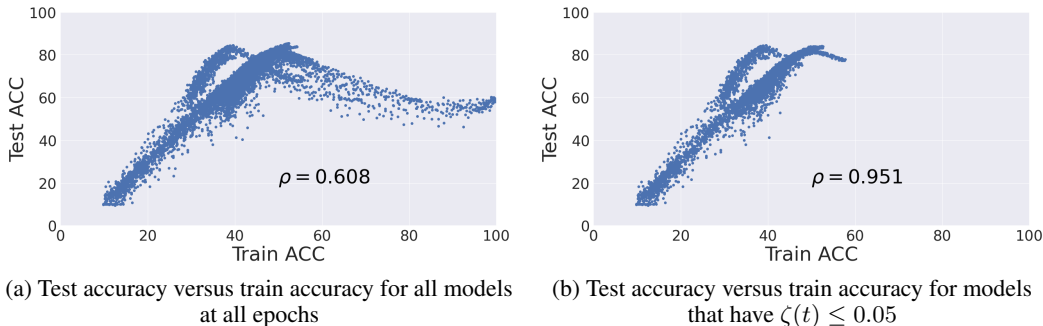 100
80
60
40
20
0
Test ACC
ρ = 0.608
0 20 40 60 80 100
Train ACC
(a) Test accuracy versus train accuracy for all models
at all epochs
100
80
60
40
20
0
Test ACC
ρ = 0.951
0 20 40 60 80 100
Train ACC
(b) Test accuracy versus train accuracy for models
that have ζ(t) ≤ 0.05